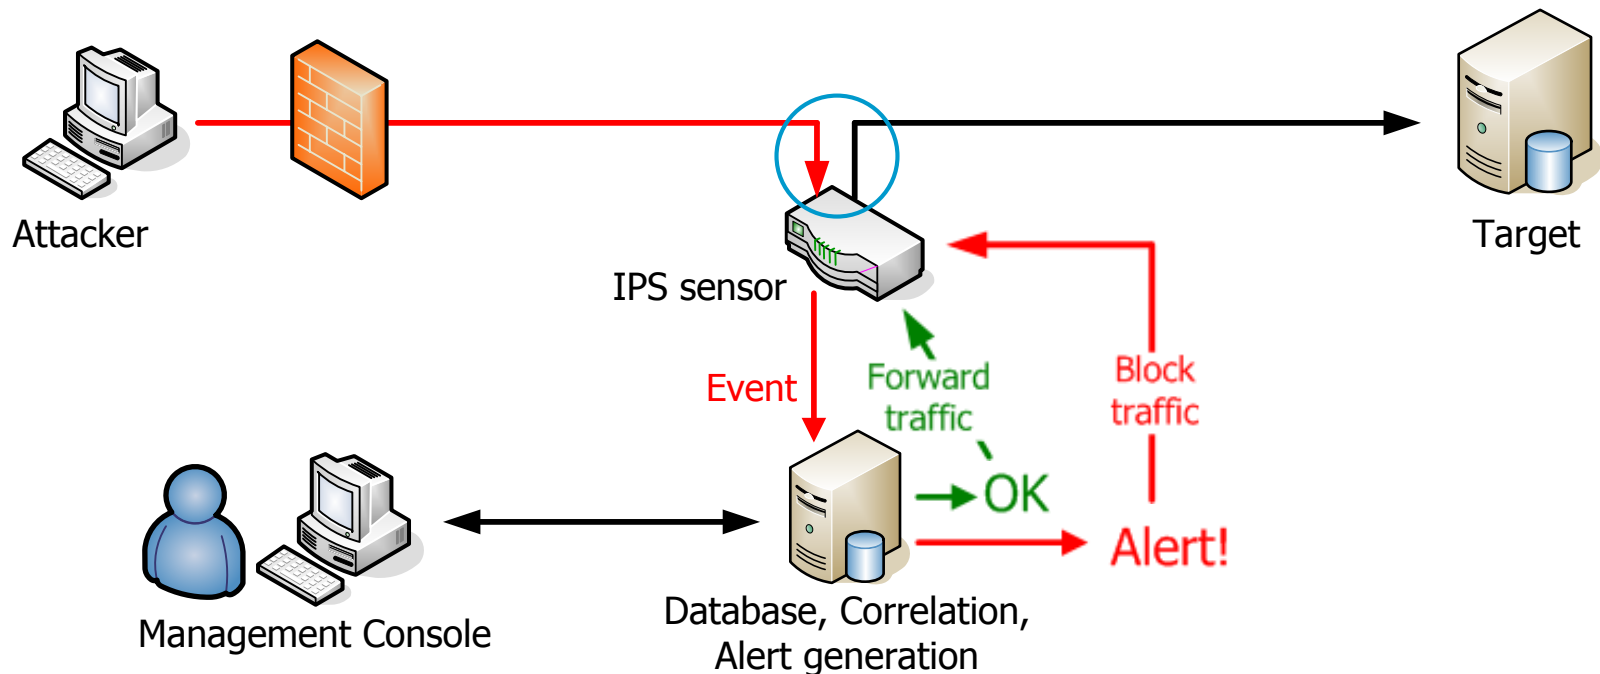 Attacker
Target
IPS sensor
Event
Forward
traffic
Block
traffic
OK
Alert!
Management Console
Database, Correlation,
Alert generation